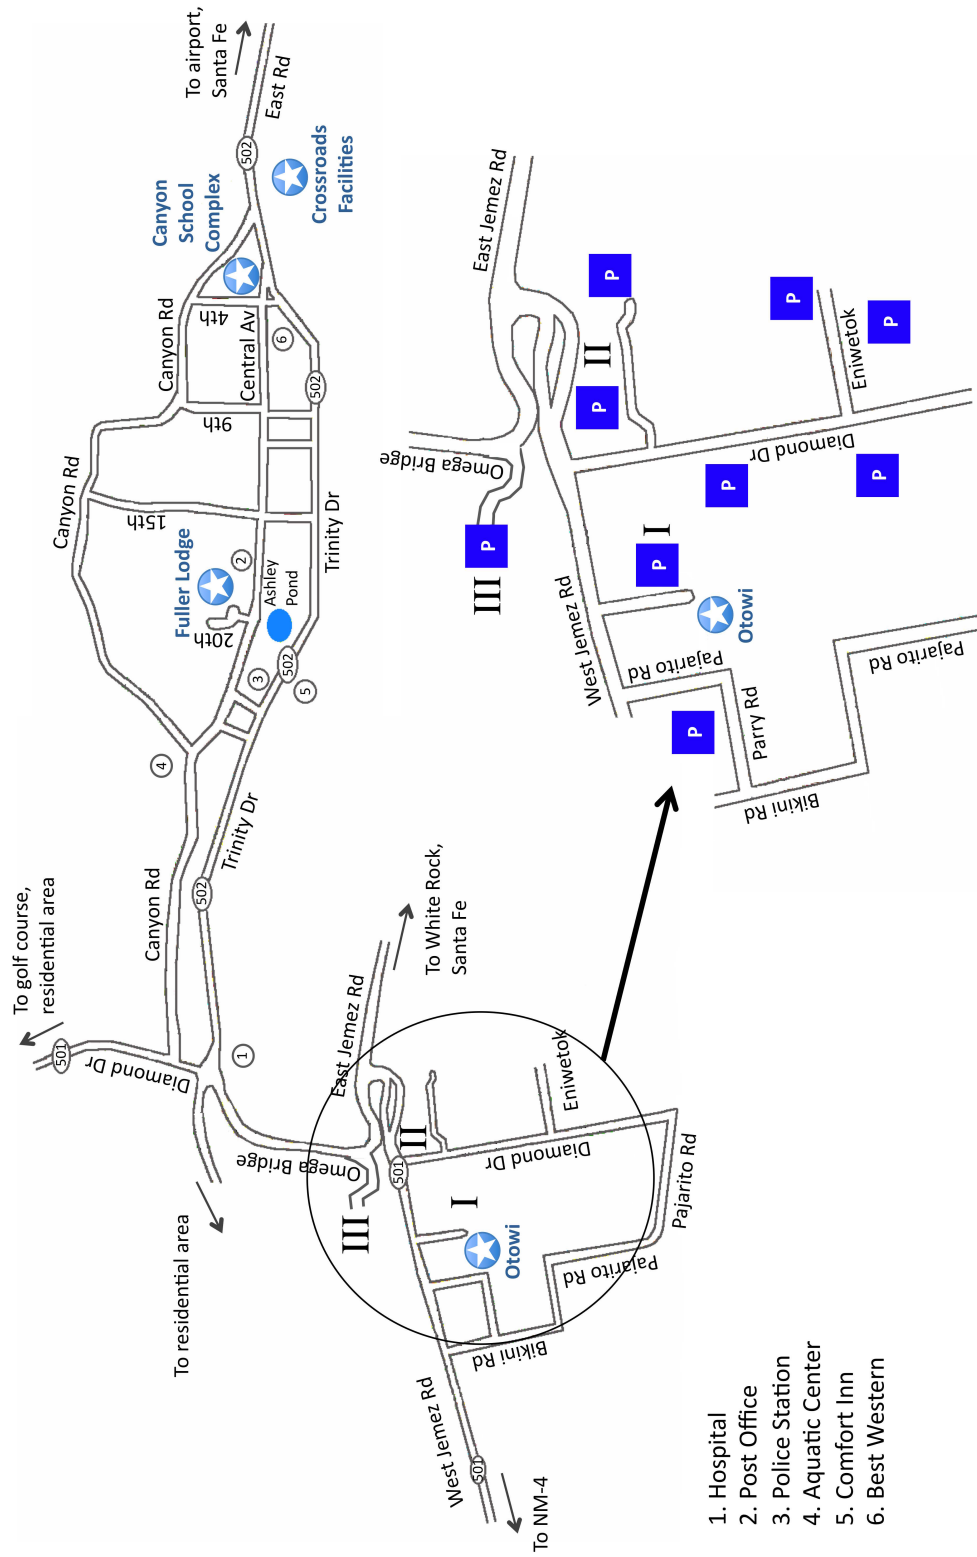 To golf course,
residential area
501
Diamond Dr
Canyon Rd
502
Trinity Dr
1
4
To residential area
Omega Bridge
Canyon Rd
15th
Fuller Lodge
2
20th
Ashley
Pond
3
502
5
Trinity Dr
Canyon Rd
9th
4th
Central Av
6
502
Canyon
School
Complex
502
Crossroads
Facilities
To airport,
Santa Fe
East Rd
East Jemez Rd
To White Rock,
Santa Fe
III
II
501
I
Otowi
Diamond Dr
Eniwetok
Pajarito Rd
Pajarito Rd
Bikini Rd
West Jemez Rd
501
To NM-4
East Jemez Rd
Omega Bridge
P
III
P
II
P
West Jemez Rd
P
I
Otowi
P
P
P
P
Diamond Dr
Eniwetok
P
Pajarito Rd
Parry Rd
Bikini Rd
Pajarito Rd
1. Hospital
2. Post Office
3. Police Station
4. Aquatic Center
5. Comfort Inn
6. Best Western